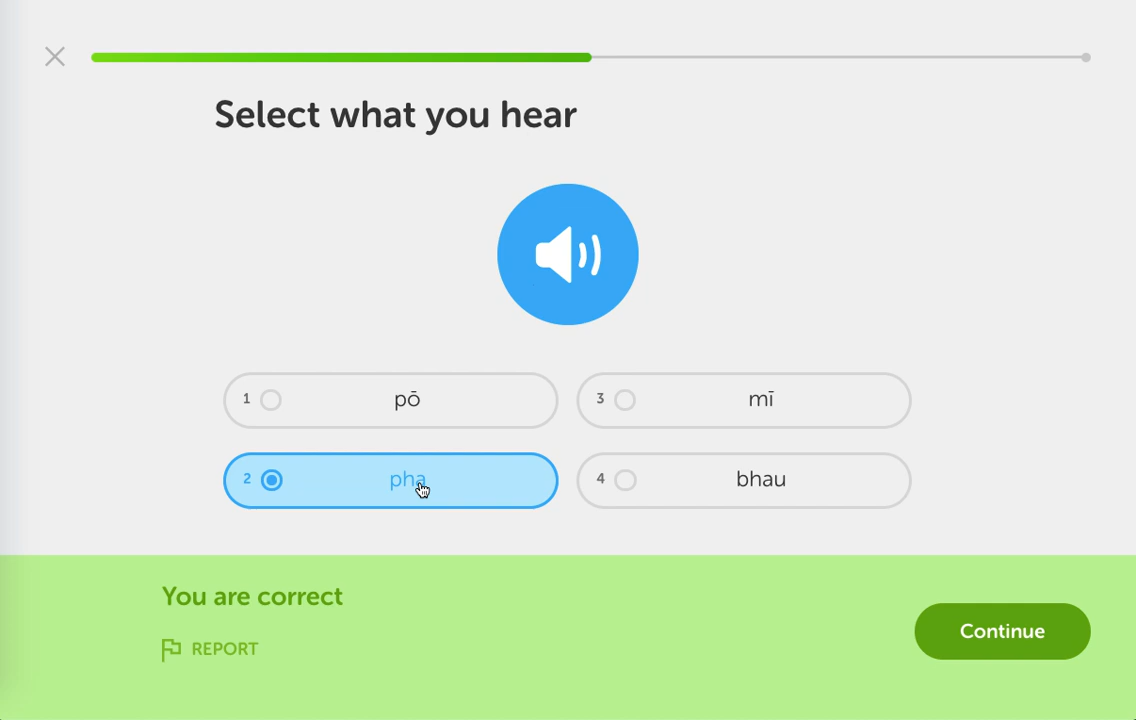 Select what you hear
1 pō
3 mī
2 pha
4 bhau
You are correct
REPORT
Continue